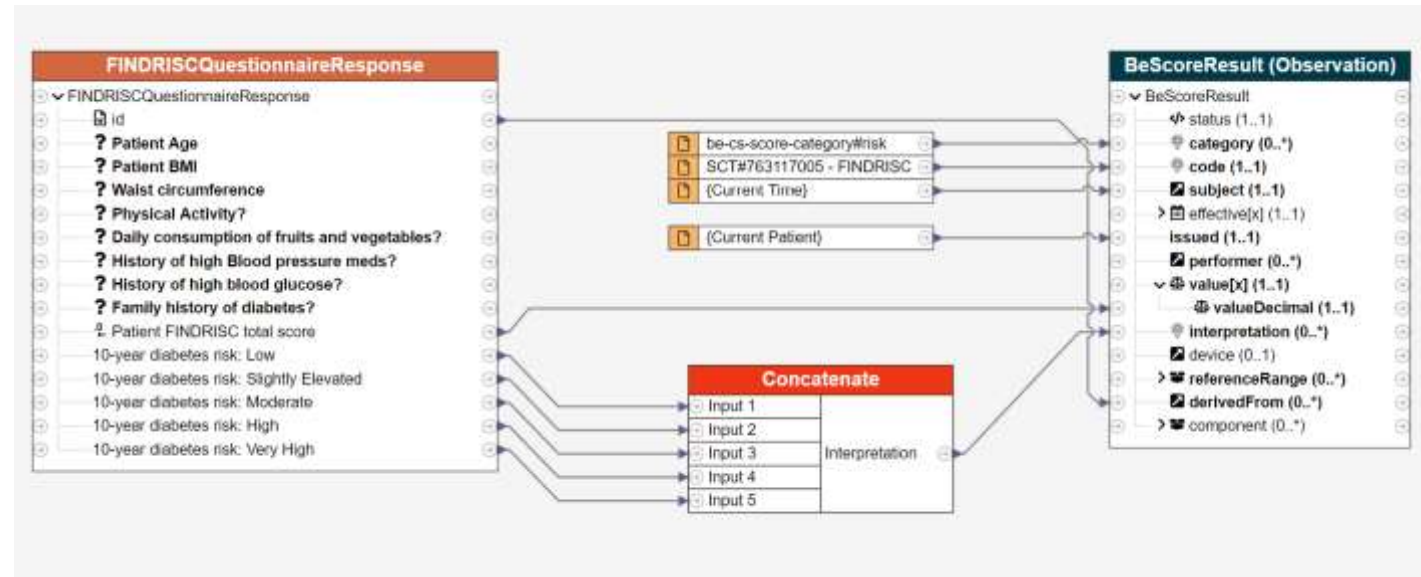 FINDRISCQuestionnaireResponse
FINDRISCQuestionnaireResponse
id
? Patient Age
? Patient BMI
? Waist circumference
? Physical Activity?
? Daily consumption of fruits and vegetables?
? History of high Blood pressure meds?
? History of high blood glucose?
? Family history of diabetes?
Patient FINDRISC total score
10-year diabetes risk: Low
10-year diabetes risk: Slightly Elevated
10-year diabetes risk: Moderate
10-year diabetes risk: High
10-year diabetes risk: Very High
be-cs-score-category#risk
SCT#763117005 - FINDRISC
{Current Time}
{Current Patient}
Concatenate
Input 1
Input 2
Input 3
Input 4
Input 5
Interpretation
BeScoreResult (Observation)
BeScoreResult
status (1..1)
category (0..*)
code (1..1)
subject (1..1)
effective[x] (1..1)
issued (1..1)
performer (0..*)
value[x] (1..1)
valueDecimal (1..1)
interpretation (0..*)
device (0..1)
referenceRange (0..*)
derivedFrom (0..*)
component (0..*)